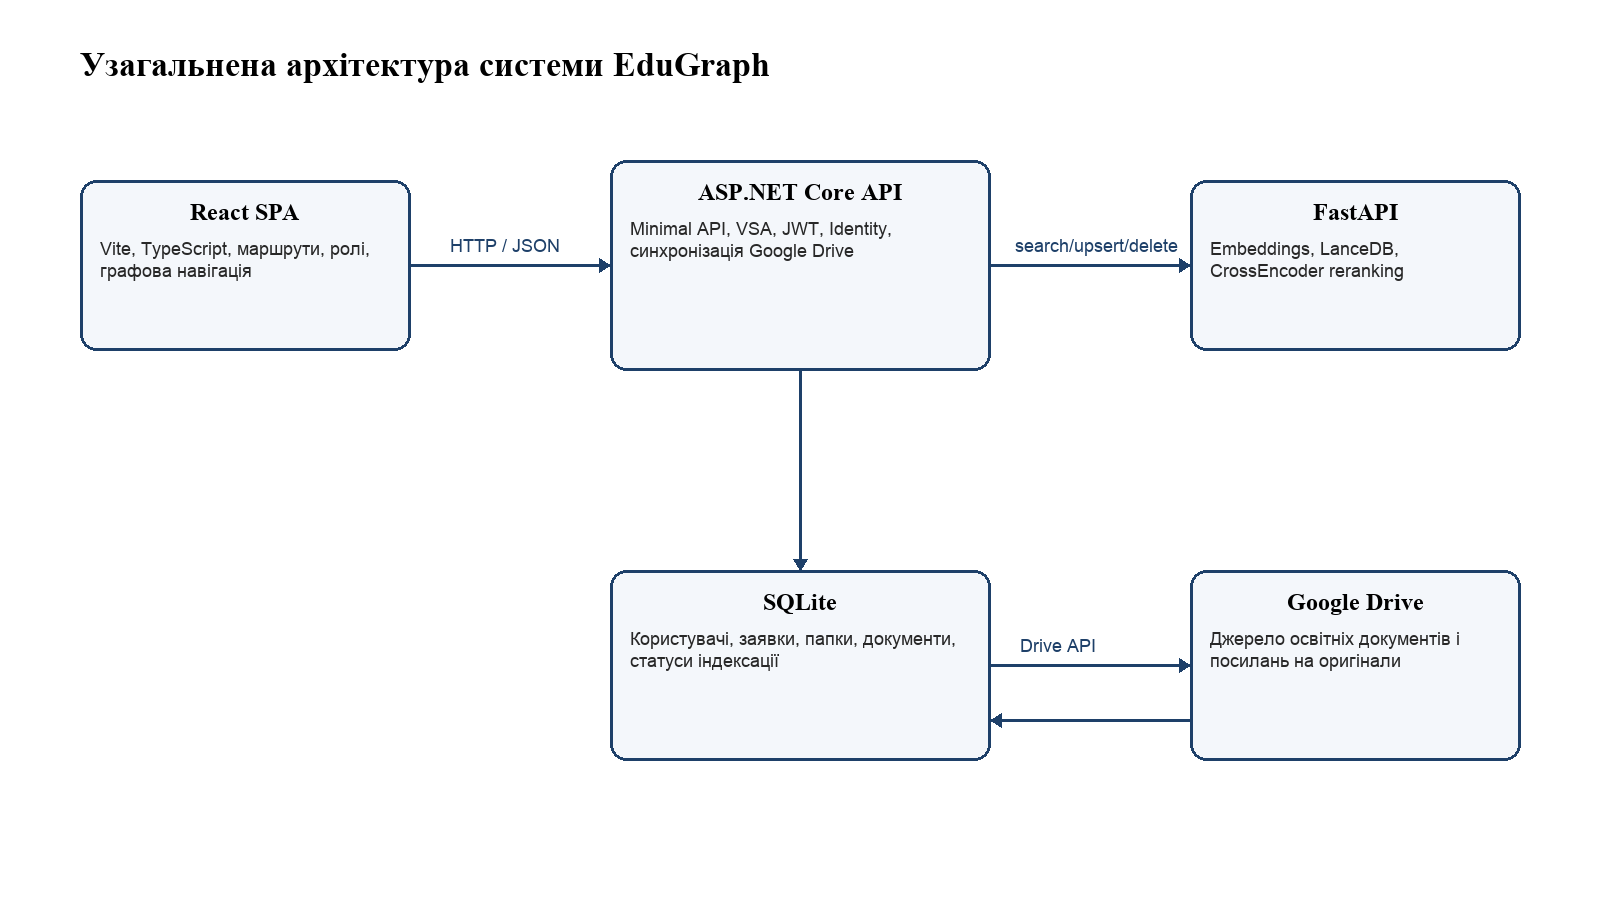 Узагальнена архітектура системи EduGraph
React SPA
Vite, TypeScript, маршрути, ролі,
графова навігація
HTTP / JSON
ASP.NET Core API
Minimal API, VSA, JWT, Identity,
синхронізація Google Drive
search/upsert/delete
FastAPI
Embeddings, LanceDB,
CrossEncoder reranking
SQLite
Користувачі, заявки, папки, документи,
статуси індексації
Drive API
Google Drive
Джерело освітніх документів і
посилань на оригінали